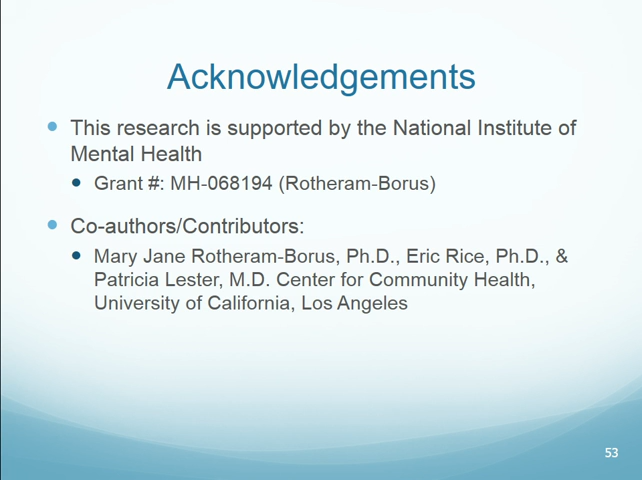 Acknowledgements
This research is supported by the National Institute of
Mental Health
Grant #: MH-068194 (Rotheram-Borus)
Co-authors/Contributors:
Mary Jane Rotheram-Borus, Ph.D., Eric Rice, Ph.D., &
Patricia Lester, M.D. Center for Community Health,
University of California, Los Angeles
53